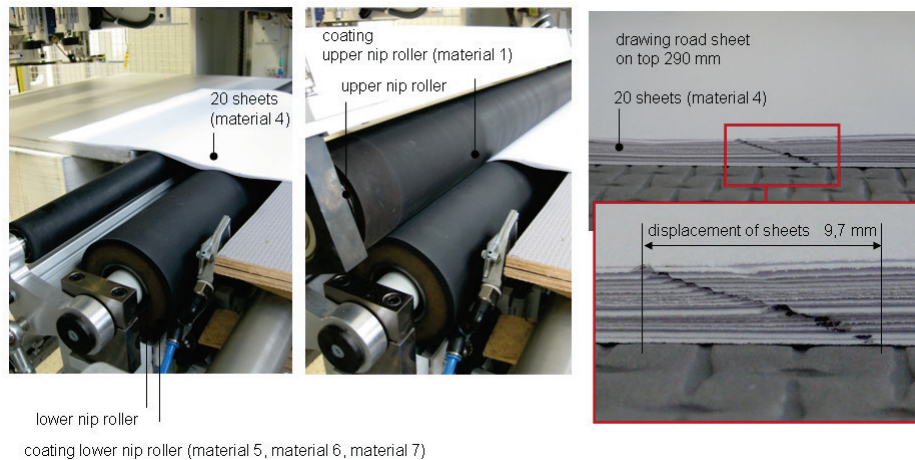 20 sheets
(material 4)
lower nip roller
coating lower nip roller (material 5, material 6, material 7)
coating
upper nip roller (material 1)
upper nip roller
drawing road sheet
on top 290 mm
20 sheets (material 4)
displacement of sheets 9,7 mm